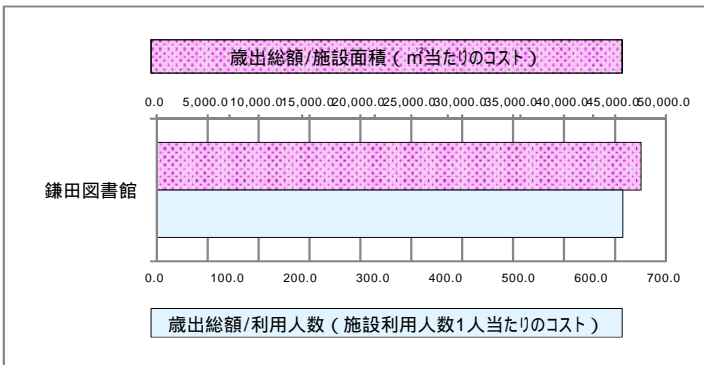 歳出総額/施設面積(㎡当たりのコスト)
0.0 5,000.0 10,000.0 15,000.0 20,000.0 25,000.0 30,000.0 35,000.0 40,000.0 45,000.0 50,000.0
鎌田図書館
0.0 100.0 200.0 300.0 400.0 500.0 600.0 700.0
歳出総額/利用人数(施設利用人数1人当たりのコスト)